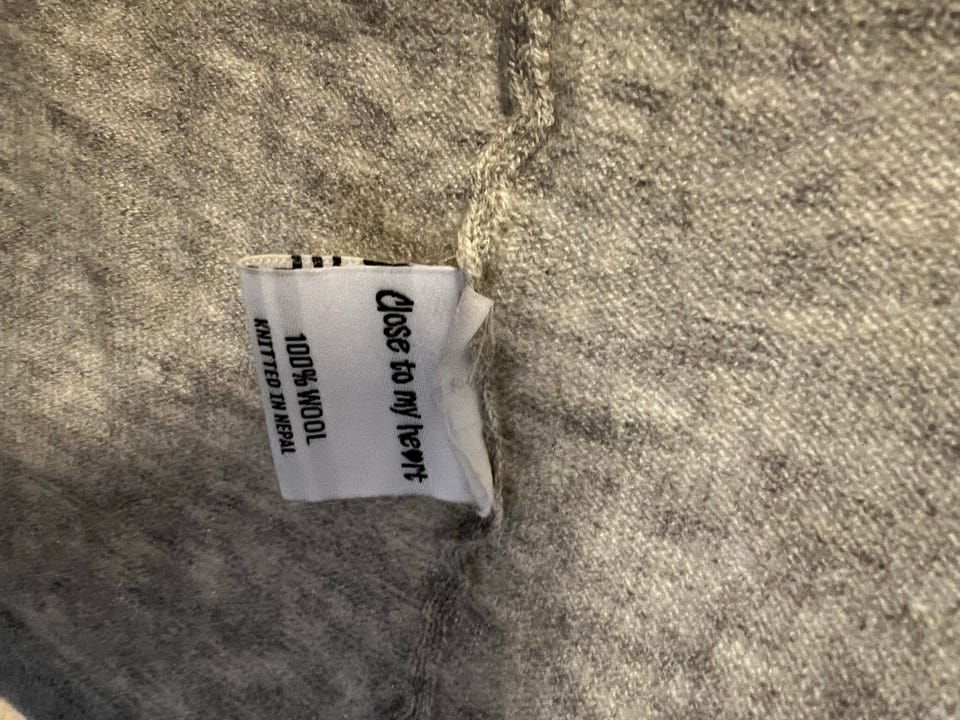 Close to my heart
100% WOOL
KNITTED IN NEPAL